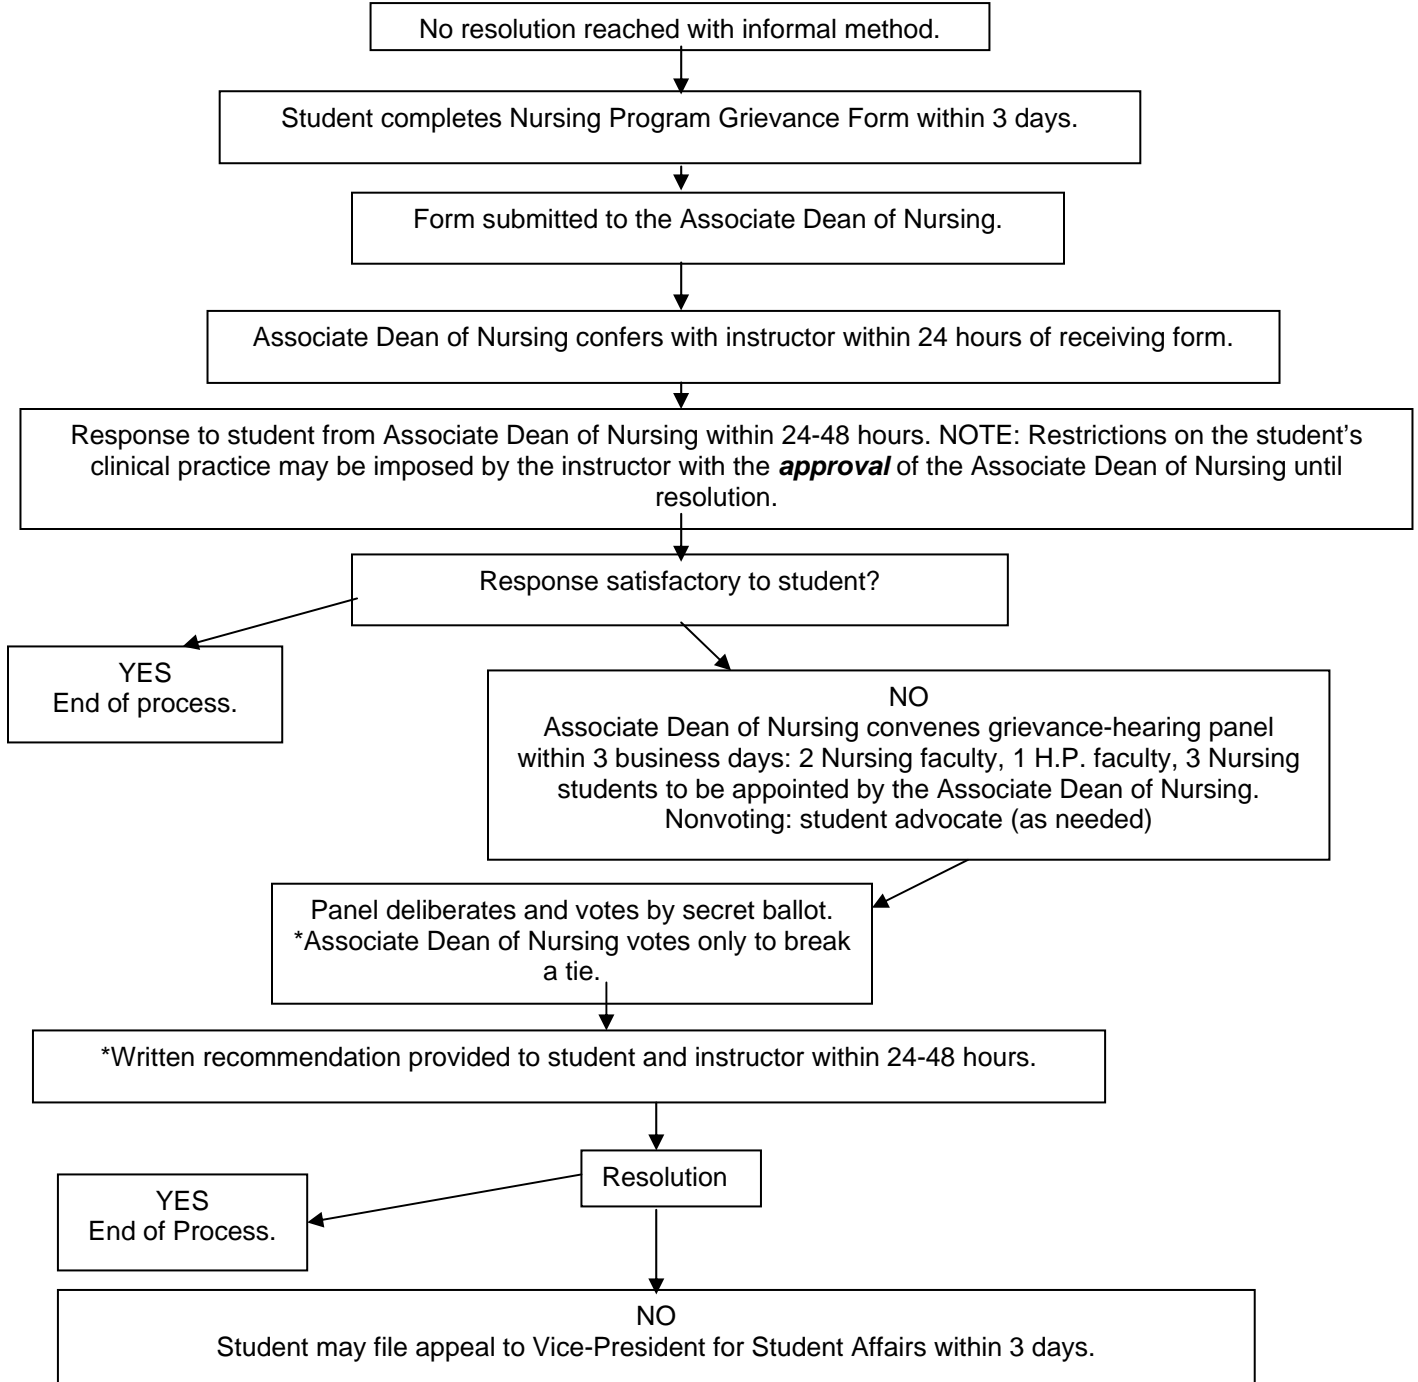 No resolution reached with informal method.
Student completes Nursing Program Grievance Form within 3 days.
Form submitted to the Associate Dean of Nursing.
Associate Dean of Nursing confers with instructor within 24 hours of receiving form.
Response to student from Associate Dean of Nursing within 24-48 hours. NOTE: Restrictions on the student’s
clinical practice may be imposed by the instructor with the approval of the Associate Dean of Nursing until
resolution.
Response satisfactory to student?
YES
End of process.
NO
Associate Dean of Nursing convenes grievance-hearing panel
within 3 business days: 2 Nursing faculty, 1 H.P. faculty, 3 Nursing
students to be appointed by the Associate Dean of Nursing.
Nonvoting: student advocate (as needed)
Panel deliberates and votes by secret ballot.
*Associate Dean of Nursing votes only to break
a tie.
*Written recommendation provided to student and instructor within 24-48 hours.
Resolution
YES
End of Process.
NO
Student may file appeal to Vice-President for Student Affairs within 3 days.